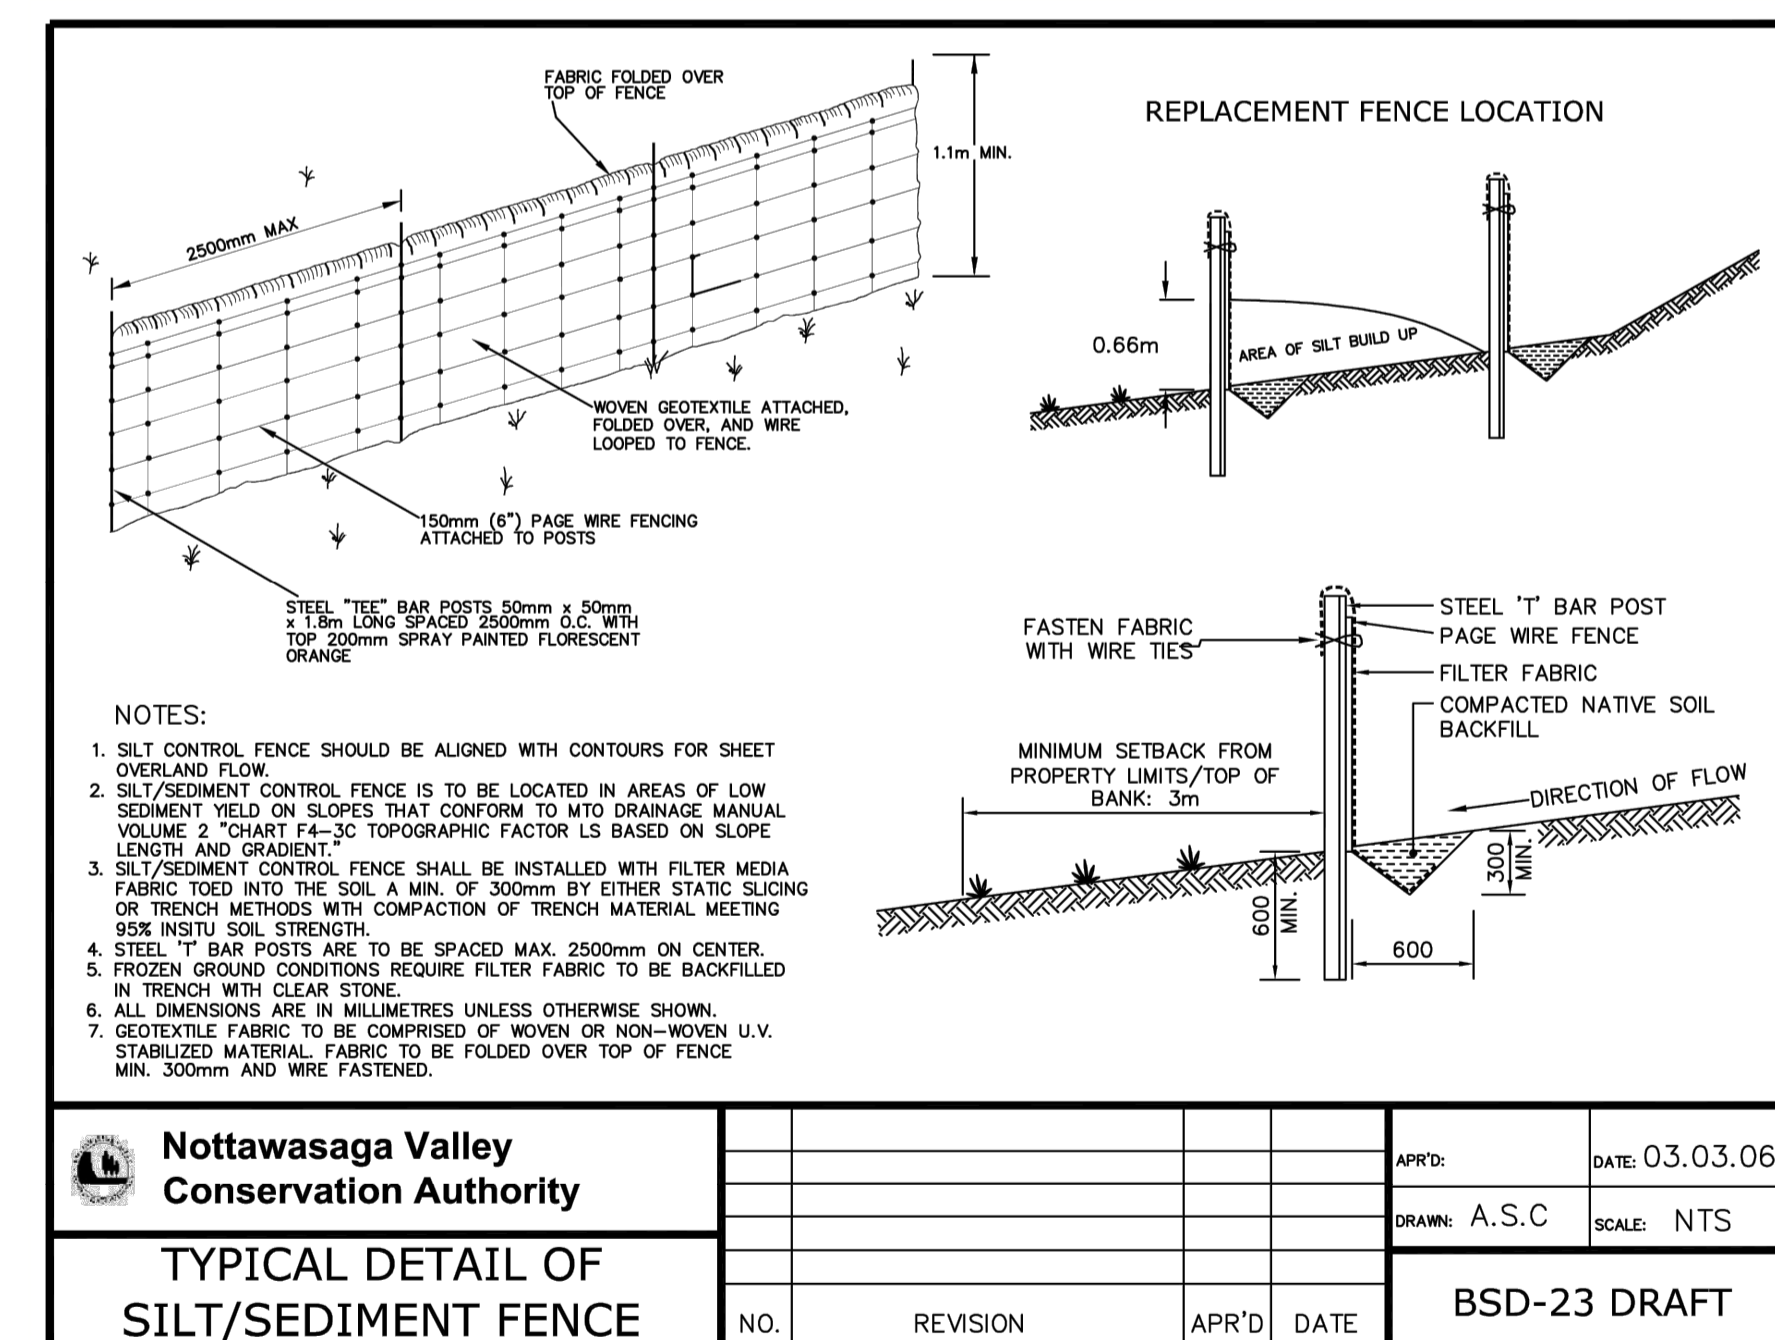 FABRIC FOLDED OVER
TOP OF FENCE
1.1m MIN.
2500mm MAX
WOVEN GEOTEXTILE ATTACHED,
FOLDED OVER, AND WIRE
LOOPED TO FENCE.
150mm (6") PAGE WIRE FENCING
ATTACHED TO POSTS
STEEL "TEE" BAR POSTS 50mm x 50mm
x 1.8m LONG SPACED 2500mm O.C. WITH
TOP 200mm SPRAY PAINTED FLORESCENT
ORANGE
REPLACEMENT FENCE LOCATION
0.66m
AREA OF SILT BUILD UP
FASTEN FABRIC
WITH WIRE TIES
STEEL 'T' BAR POST
PAGE WIRE FENCE
FILTER FABRIC
COMPACTED NATIVE SOIL
BACKFILL
MINIMUM SETBACK FROM
PROPERTY LIMITS/TOP OF
BANK: 3m
DIRECTION OF FLOW
300
MIN.
600
MIN.
600
NOTES:
1. SILT CONTROL FENCE SHOULD BE ALIGNED WITH CONTOURS FOR SHEET
OVERLAND FLOW.
2. SILT/SEDIMENT CONTROL FENCE IS TO BE LOCATED IN AREAS OF LOW
SEDIMENT YIELD ON SLOPES THAT CONFORM TO MTO DRAINAGE MANUAL
VOLUME 2 "CHART F4-3C TOPOGRAPHIC FACTOR LS BASED ON SLOPE
LENGTH AND GRADIENT."
3. SILT/SEDIMENT CONTROL FENCE SHALL BE INSTALLED WITH FILTER MEDIA
FABRIC TOED INTO THE SOIL A MIN. OF 300mm BY EITHER STATIC SLICING
OR TRENCH METHODS WITH COMPACTION OF TRENCH MATERIAL MEETING
95% INSITU SOIL STRENGTH.
4. STEEL 'T' BAR POSTS ARE TO BE SPACED MAX. 2500mm ON CENTER.
5. FROZEN GROUND CONDITIONS REQUIRE FILTER FABRIC TO BE BACKFILLED
IN TRENCH WITH CLEAR STONE.
6. ALL DIMENSIONS ARE IN MILLIMETRES UNLESS OTHERWISE SHOWN.
7. GEOTEXTILE FABRIC TO BE COMPRISED OF WOVEN OR NON-WOVEN U.V.
STABILIZED MATERIAL. FABRIC TO BE FOLDED OVER TOP OF FENCE
MIN. 300mm AND WIRE FASTENED.
Nottawasaga Valley
Conservation Authority
TYPICAL DETAIL OF
SILT/SEDIMENT FENCE
NO. REVISION APR'D DATE
APR'D: DATE: 03.03.06
DRAWN: A.S.C SCALE: NTS
BSD-23 DRAFT